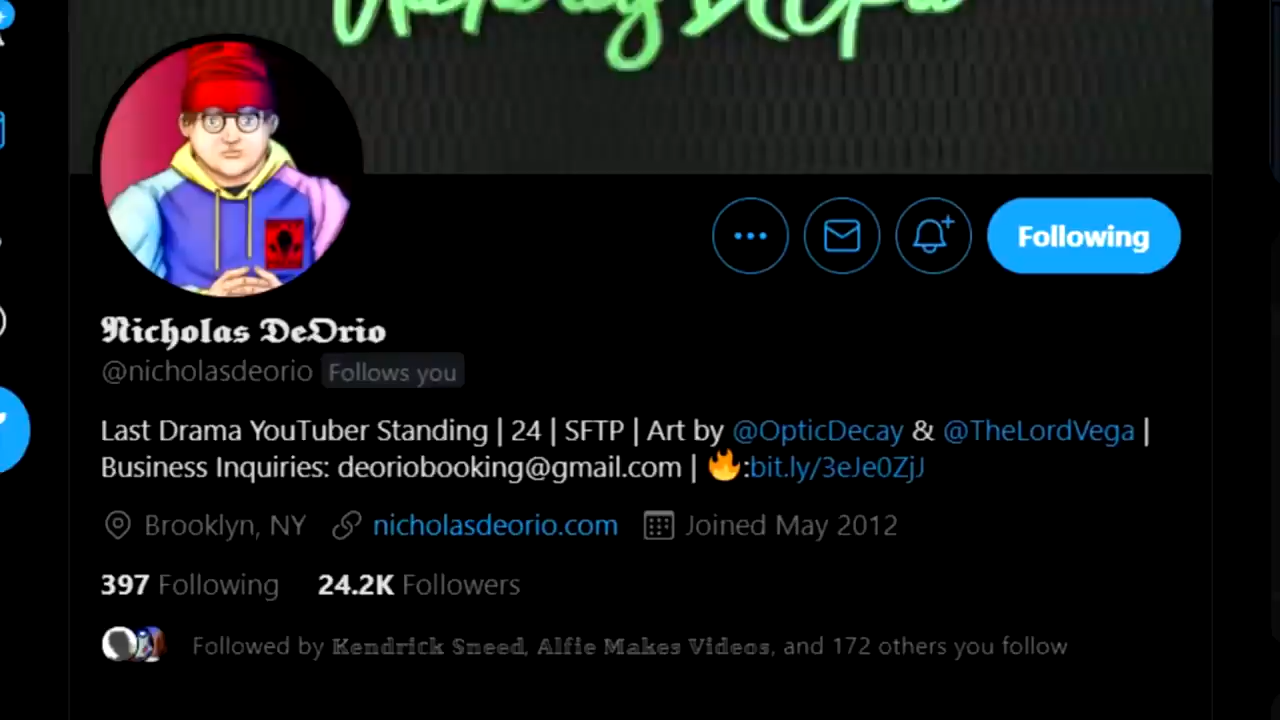 Nicholas DeOrio
Following
𝕹𝖎𝖈𝖍𝖔𝖑𝖆𝖘 𝕯𝖊𝕺𝖗𝖎𝖔
@nicholasdeorio Follows you
Last Drama YouTuber Standing | 24 | SFTP | Art by @OpticDecay & @TheLordVega |
Business Inquiries: deoriobooking@gmail.com | 🔥:bit.ly/3eJe0ZjJ
Brooklyn, NY nicholasdeorio.com Joined May 2012
397 Following 24.2K Followers
Followed by 𝕂𝕖𝕟𝕕𝕣𝕚𝕔𝕜 𝕊𝕟𝕖𝕖𝕕, 𝔸𝕝𝕗𝕚𝕖 𝕄𝕒𝕜𝕖𝕤 𝕍𝕚𝕕𝕖𝕠𝕤, and 172 others you follow